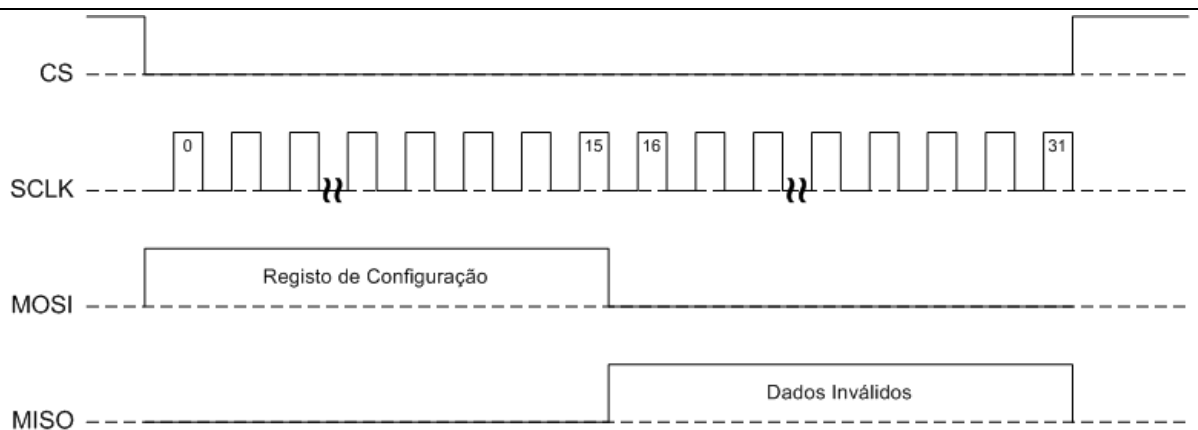 CS
0
15
16
31
SCLK
Registo de Configuração
MOSI
Dados Inválidos
MISO